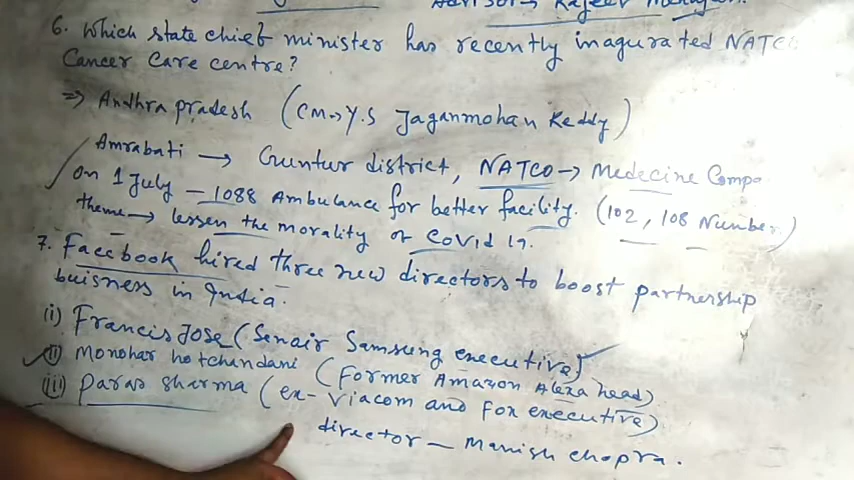 Advisor → Rajeev
6. Which state chief minister has recently inagurated NATC
Cancer Care centre?
⇒ Andhra pradesh (CM → Y.S Jaganmohan Reddy)
Amrabati → Guntur district, NATCO → Medecine Compa
on 1 July – 1088 Ambulance for better facility. (102, 108 Number)
theme → lessen the morality of Covid 19.
7. Facebook hired three new directors to boost partnership
buisness in India.
(i) Francis Jose (Senair Samsung executive)
(ii) Monohar hotchandani (Former Amazon Alexa head)
(iii) Paras sharma (ex- Viacom and Fox executive)
director – Manish chopra.